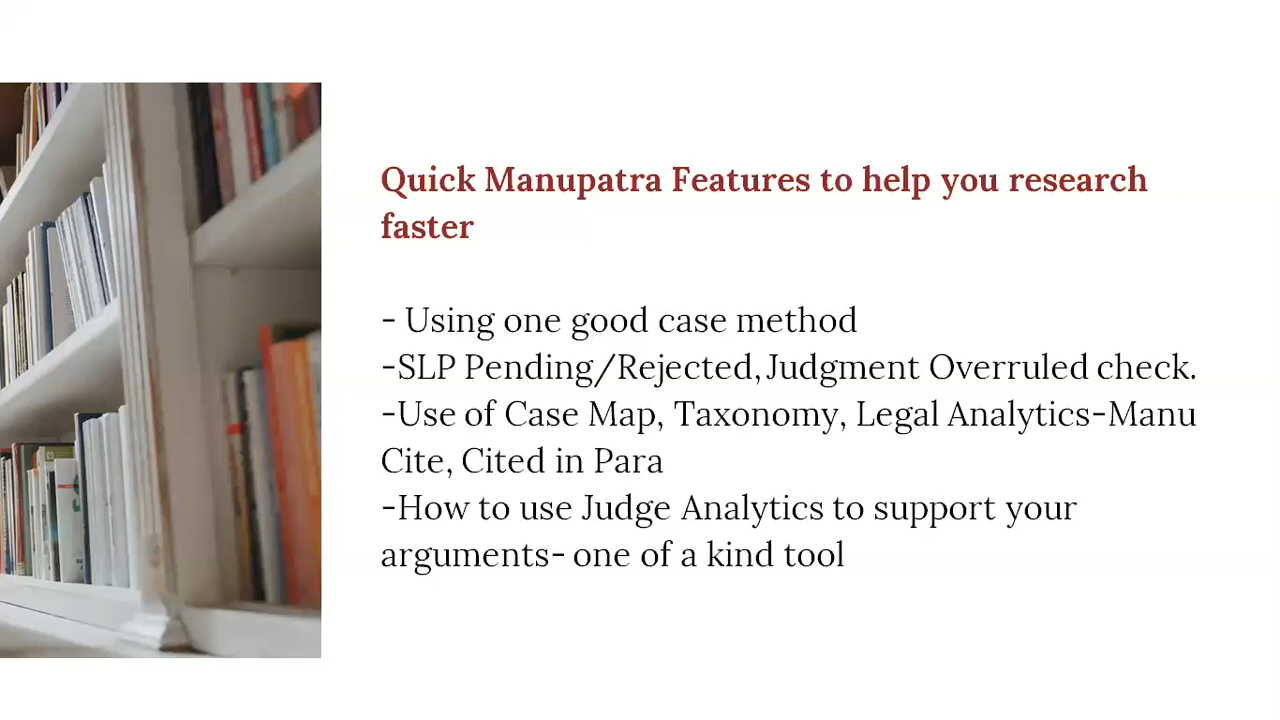 Quick Manupatra Features to help you research
faster
- Using one good case method
-SLP Pending/Rejected,Judgment Overruled check.
-Use of Case Map, Taxonomy, Legal Analytics-Manu
Cite, Cited in Para
-How to use Judge Analytics to support your
arguments- one of a kind tool